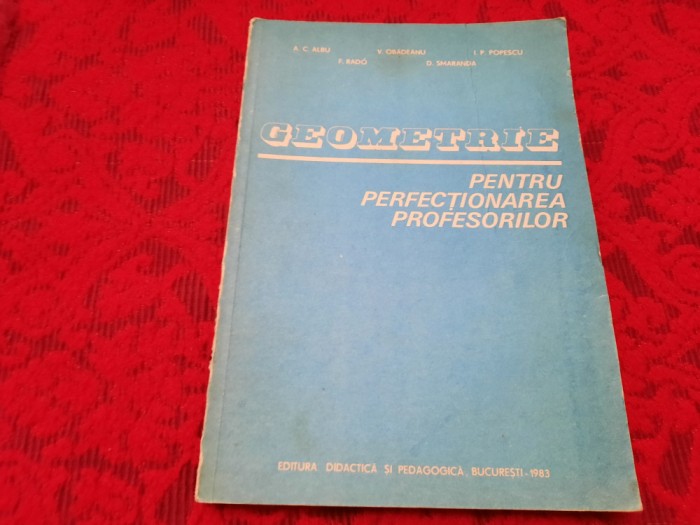 A. C. ALBU V. OBĂDEANU I. P. POPESCU
F. RADÓ D. SMARANDA
GEOMETRIE
PENTRU
PERFECȚIONAREA
PROFESORILOR
EDITURA DIDACTICĂ ȘI PEDAGOGICĂ, BUCUREȘTI - 1983